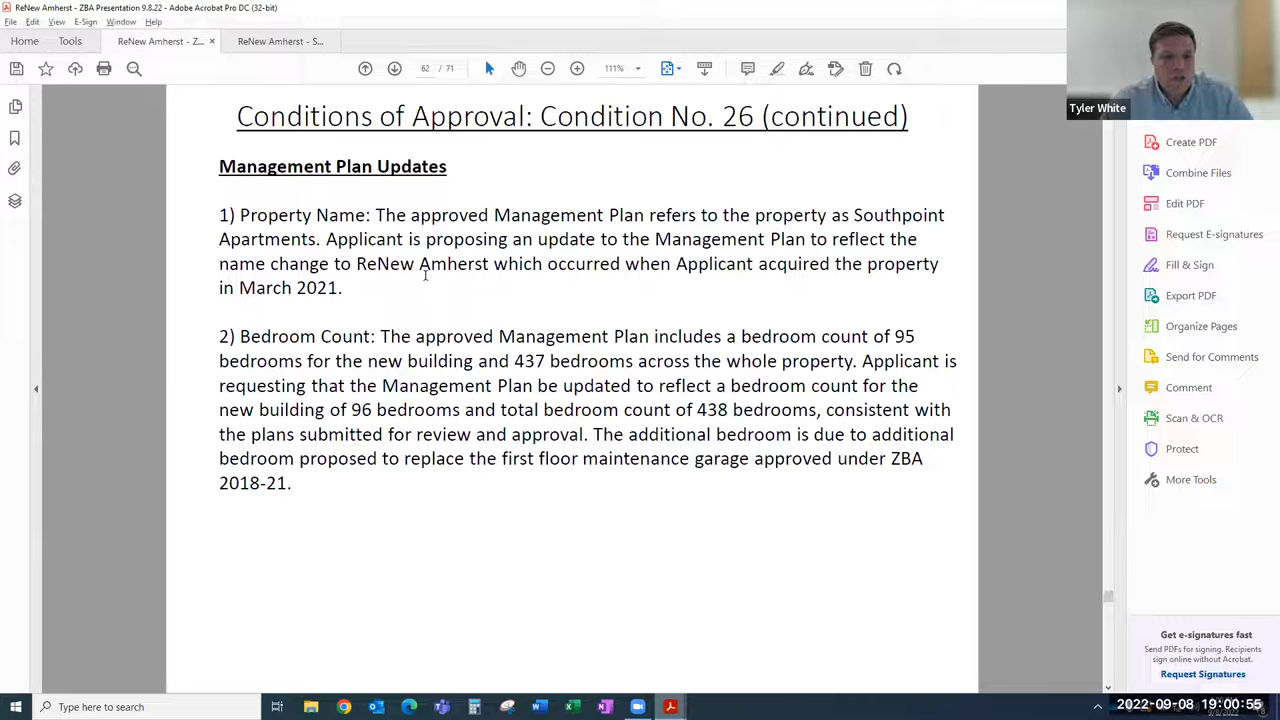 ReNew Amherst - ZBA Presentation 9.8.22 - Adobe Acrobat Pro DC (32-bit)
File Edit View E-Sign Window Help
Home Tools ReNew Amherst - Z... × ReNew Amherst - S...
62 / 71 111%
Tyler White
Conditions of Approval: Condition No. 26 (continued)
Management Plan Updates
1) Property Name: The approved Management Plan refers to the property as Southpoint
Apartments. Applicant is proposing an update to the Management Plan to reflect the
name change to ReNew Amherst which occurred when Applicant acquired the property
in March 2021.
2) Bedroom Count: The approved Management Plan includes a bedroom count of 95
bedrooms for the new building and 437 bedrooms across the whole property. Applicant is
requesting that the Management Plan be updated to reflect a bedroom count for the
new building of 96 bedrooms and total bedroom count of 438 bedrooms, consistent with
the plans submitted for review and approval. The additional bedroom is due to additional
bedroom proposed to replace the first floor maintenance garage approved under ZBA
2018-21.
Create PDF
Combine Files
Edit PDF
Request E-signatures
Fill & Sign
Export PDF
Organize Pages
Send for Comments
Comment
Scan & OCR
Protect
More Tools
Get e-signatures fast
Send PDFs for signing. Recipients
sign online without Acrobat.
Request Signatures
Type here to search
2022-09-08 19:00:55